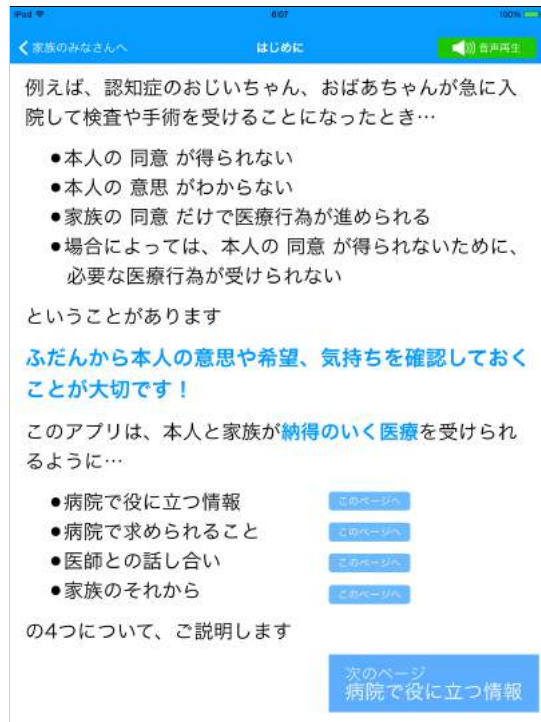 iPad 6:07 100%
家族のみなさんへ はじめに 音声再生
例えば、認知症のおじいちゃん、おばあちゃんが急に入
院して検査や手術を受けることになったとき…
●本人の 同意 が得られない
●本人の 意思 がわからない
●家族の 同意 だけで医療行為が進められる
●場合によっては、本人の 同意 が得られないために、
必要な医療行為が受けられない
ということがあります
ふだんから本人の意思や希望、気持ちを確認しておく
ことが大切です！
このアプリは、本人と家族が納得のいく医療を受けられ
るように…
●病院で役に立つ情報 このページへ
●病院で求められること このページへ
●医師との話し合い このページへ
●家族のそれから このページへ
の4つについて、ご説明します
次のページ
病院で役に立つ情報